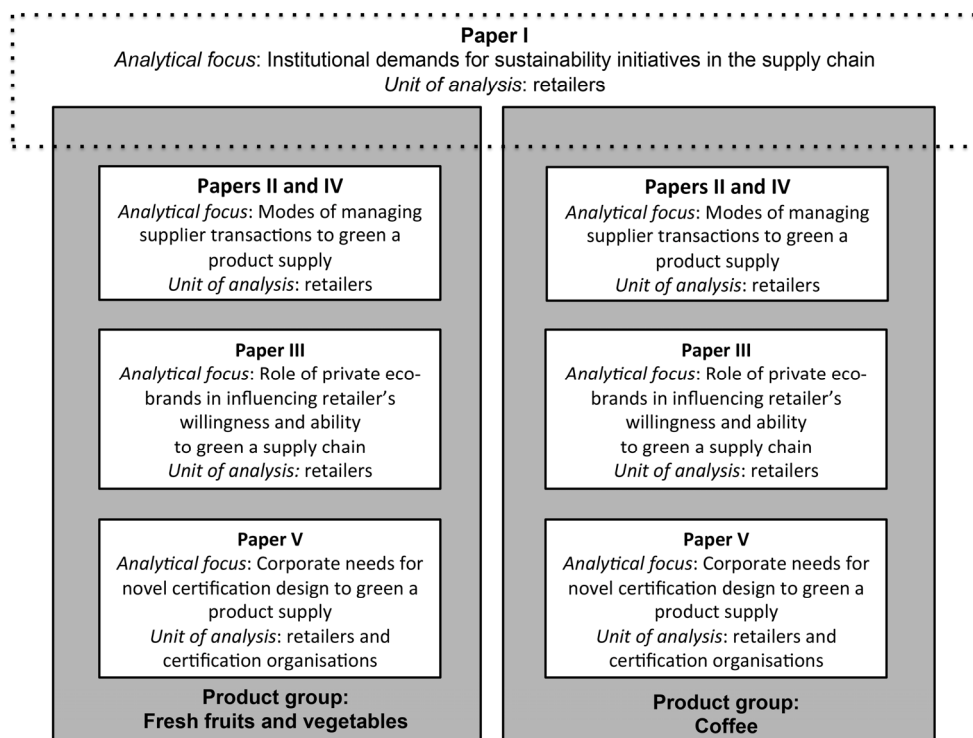 Paper I
Analytical focus: Institutional demands for sustainability initiatives in the supply chain
Unit of analysis: retailers
Papers II and IV
Analytical focus: Modes of managing
supplier transactions to green a
product supply
Unit of analysis: retailers
Paper III
Analytical focus: Role of private eco-
brands in influencing retailer's
willingness and ability
to green a supply chain
Unit of analysis: retailers
Paper V
Analytical focus: Corporate needs for
novel certification design to green a
product supply
Unit of analysis: retailers and
certification organisations
Product group:
Fresh fruits and vegetables
Papers II and IV
Analytical focus: Modes of managing
supplier transactions to green a
product supply
Unit of analysis: retailers
Paper III
Analytical focus: Role of private eco-
brands in influencing retailer's
willingness and ability
to green a supply chain
Unit of analysis: retailers
Paper V
Analytical focus: Corporate needs for
novel certification design to green a
product supply
Unit of analysis: retailers and
certification organisations
Product group:
Coffee